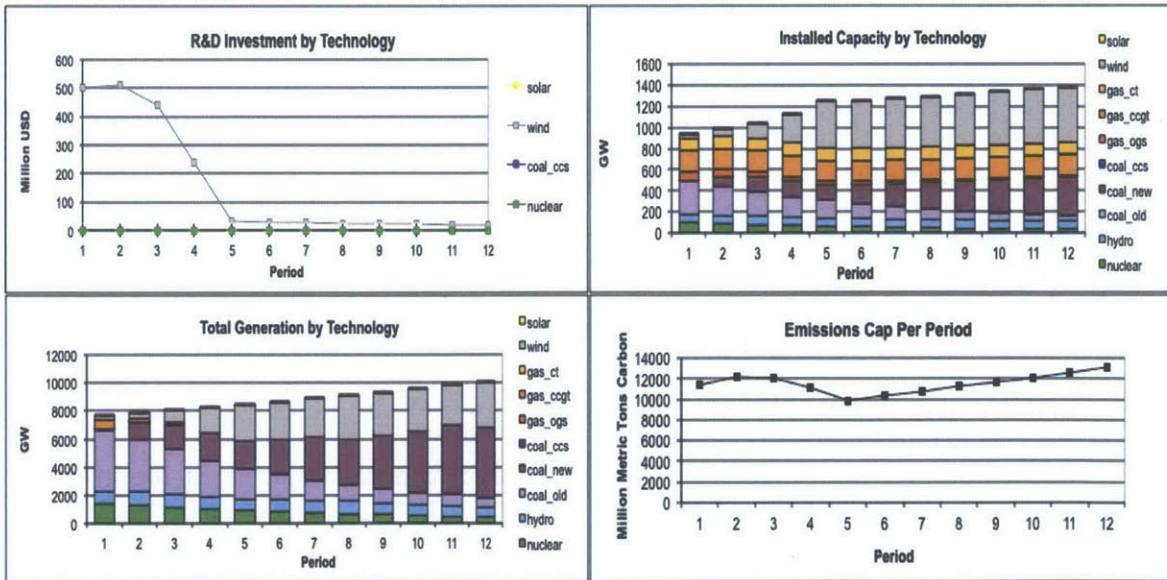 R&D Investment by Technology
Million USD
600
500
400
300
200
100
0
1 2 3 4 5 6 7 8 9 10 11 12
Period
solar
wind
coal_ccs
nuclear
Installed Capacity by Technology
GW
1600
1400
1200
1000
800
600
400
200
0
1 2 3 4 5 6 7 8 9 10 11 12
Period
solar
wind
gas_ct
gas_ccgt
gas_ogs
coal_ccs
coal_new
coal_old
hydro
nuclear
Total Generation by Technology
GW
12000
10000
8000
6000
4000
2000
0
1 2 3 4 5 6 7 8 9 10 11 12
Period
solar
wind
gas_ct
gas_ccgt
gas_ogs
coal_ccs
coal_new
coal_old
hydro
nuclear
Emissions Cap Per Period
Million Metric Tons Carbon
14000
12000
10000
8000
6000
4000
2000
0
1 2 3 4 5 6 7 8 9 10 11 12
Period